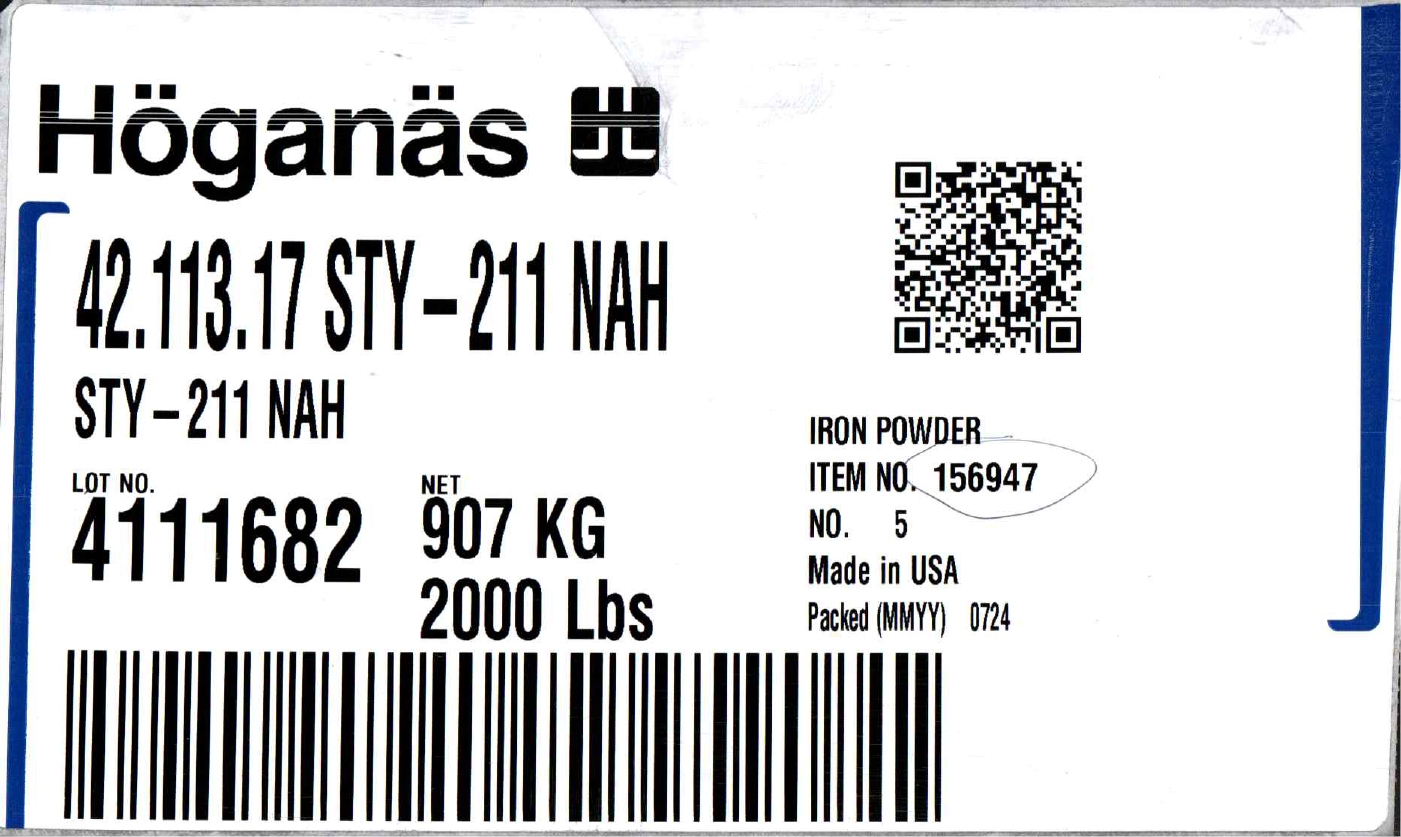 Höganäs
42.113.17 STY-211 NAH
STY-211 NAH
LOT NO.
4111682
NET
907 KG
2000 Lbs
IRON POWDER
ITEM NO. 156947
NO. 5
Made in USA
Packed (MMYY) 0724